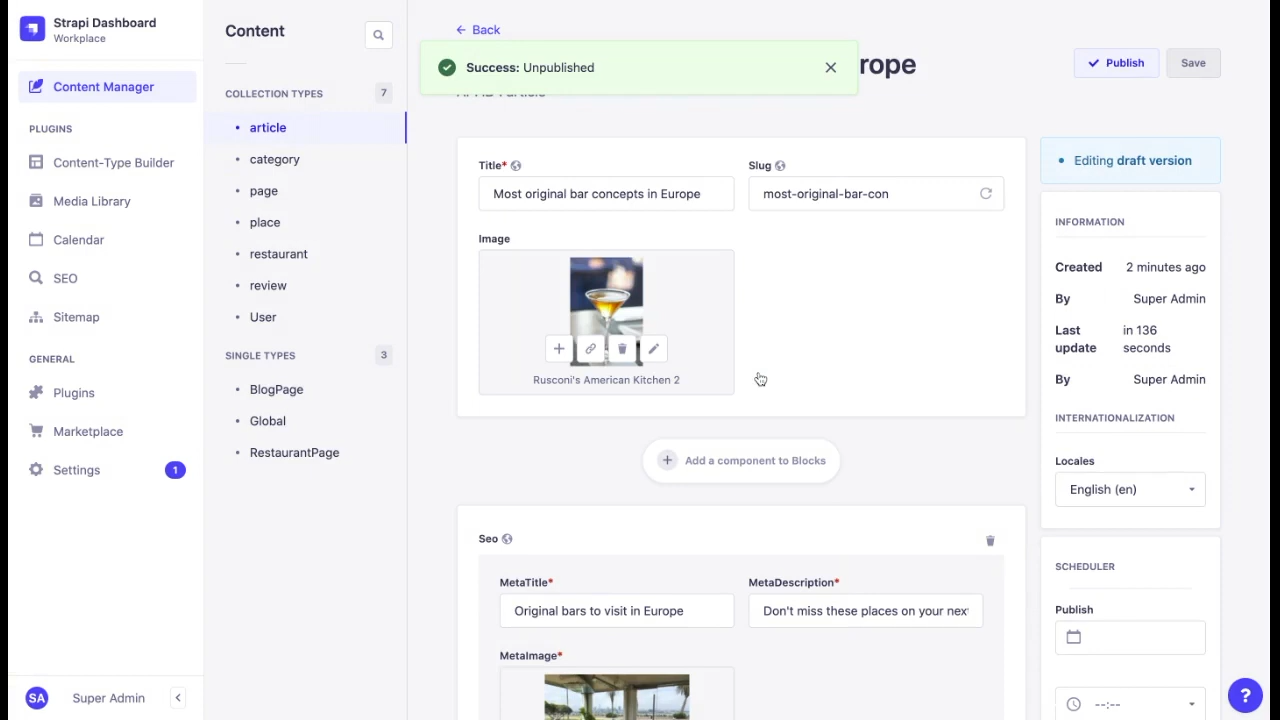 Strapi Dashboard
Workplace
Content Manager
PLUGINS
Content-Type Builder
Media Library
Calendar
SEO
Sitemap
GENERAL
Plugins
Marketplace
Settings
1
SA
Super Admin
Content
COLLECTION TYPES
7
article
category
page
place
restaurant
review
User
SINGLE TYPES
3
BlogPage
Global
RestaurantPage
Back
Success: Unpublished
rope
Publish
Save
Title*
Most original bar concepts in Europe
Slug
most-original-bar-con
Image
Rusconi's American Kitchen 2
Add a component to Blocks
Seo
MetaTitle*
Original bars to visit in Europe
MetaDescription*
Don't miss these places on your nex
MetaImage*
Editing draft version
INFORMATION
Created
2 minutes ago
By
Super Admin
Last update
in 136 seconds
By
Super Admin
INTERNATIONALIZATION
Locales
English (en)
SCHEDULER
Publish
--:--
?